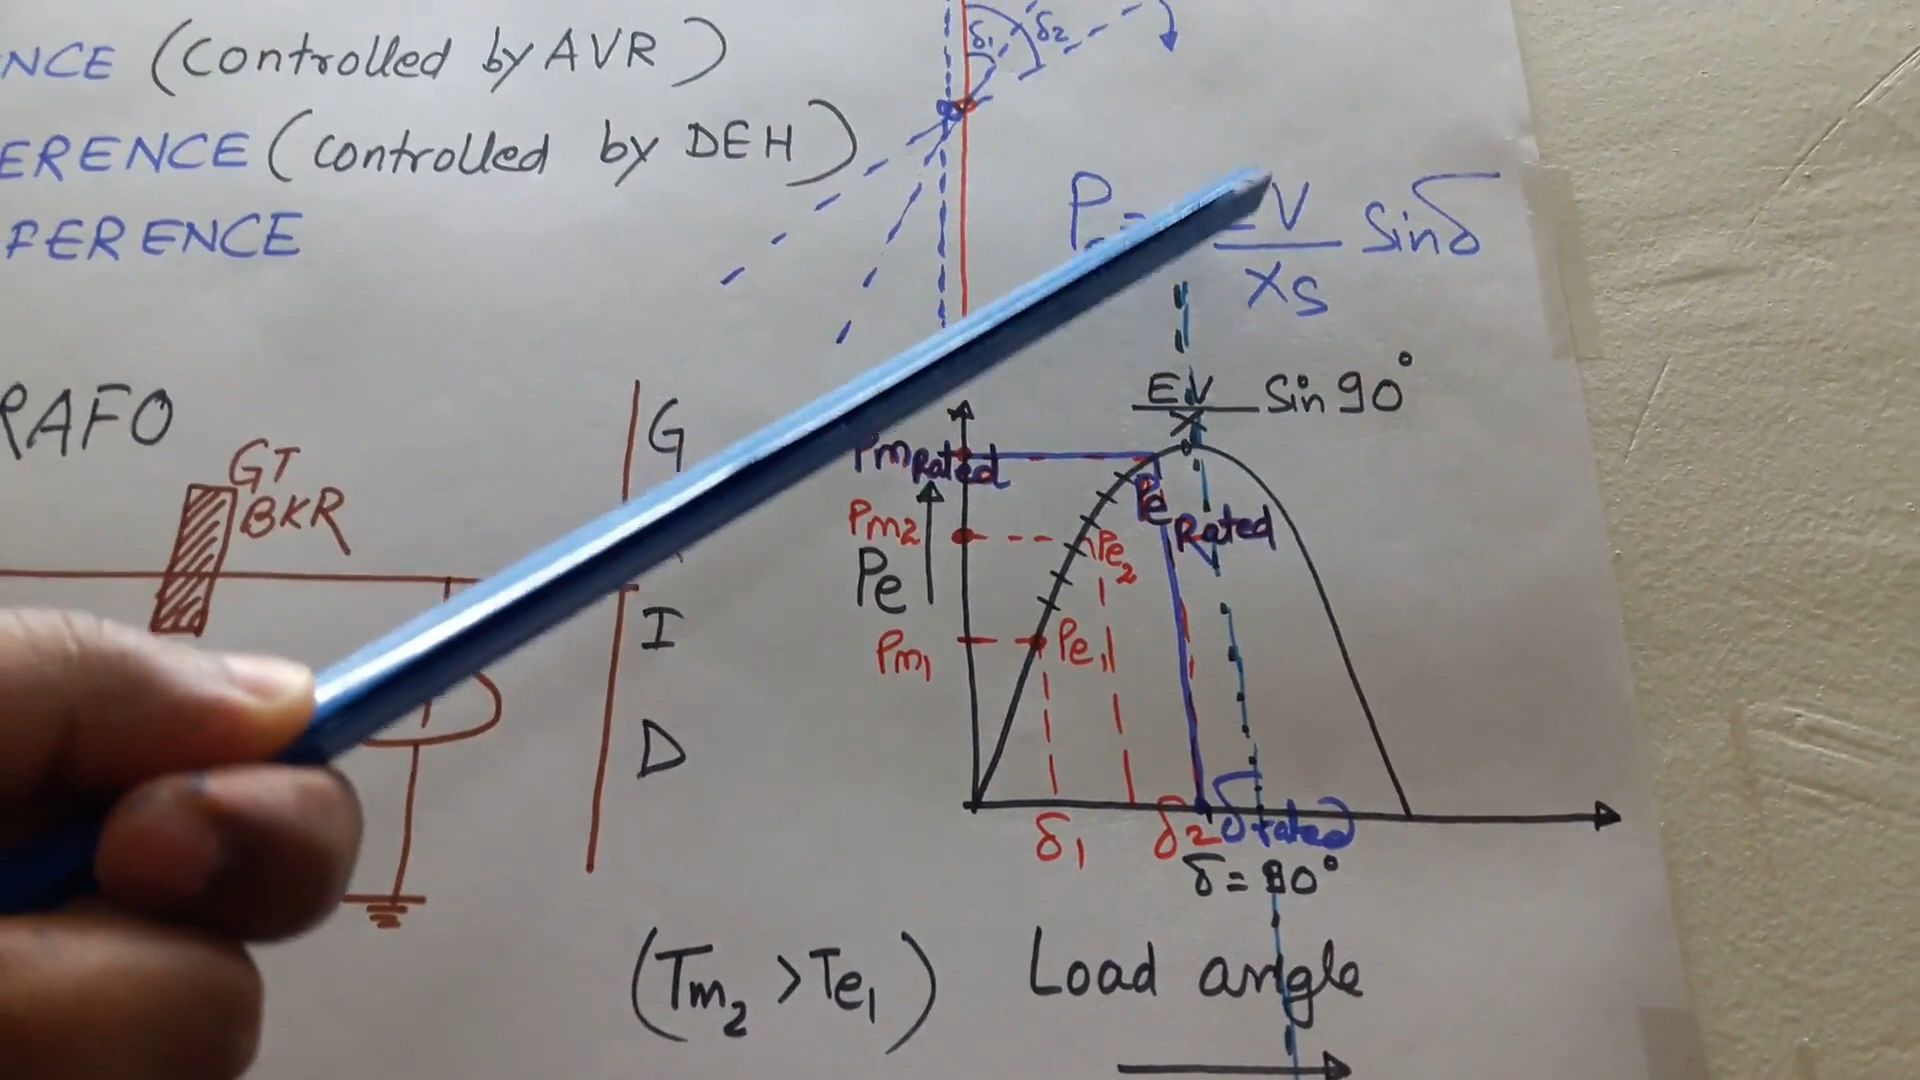 NCE (Controlled by AVR)
ERENCE (controlled by DEH)
FERENCE
δ1 δ2
V Sinδ
Xs
RAFO
GT
BKR
G
I
D
EV Sin 90°
X
Pm Rated
Pm2
Pe
Pm1
Pe Rated
Pe2
Pe1
δ1 δ2 δrated
δ = 90°
(Tm2 > Te1) Load angle